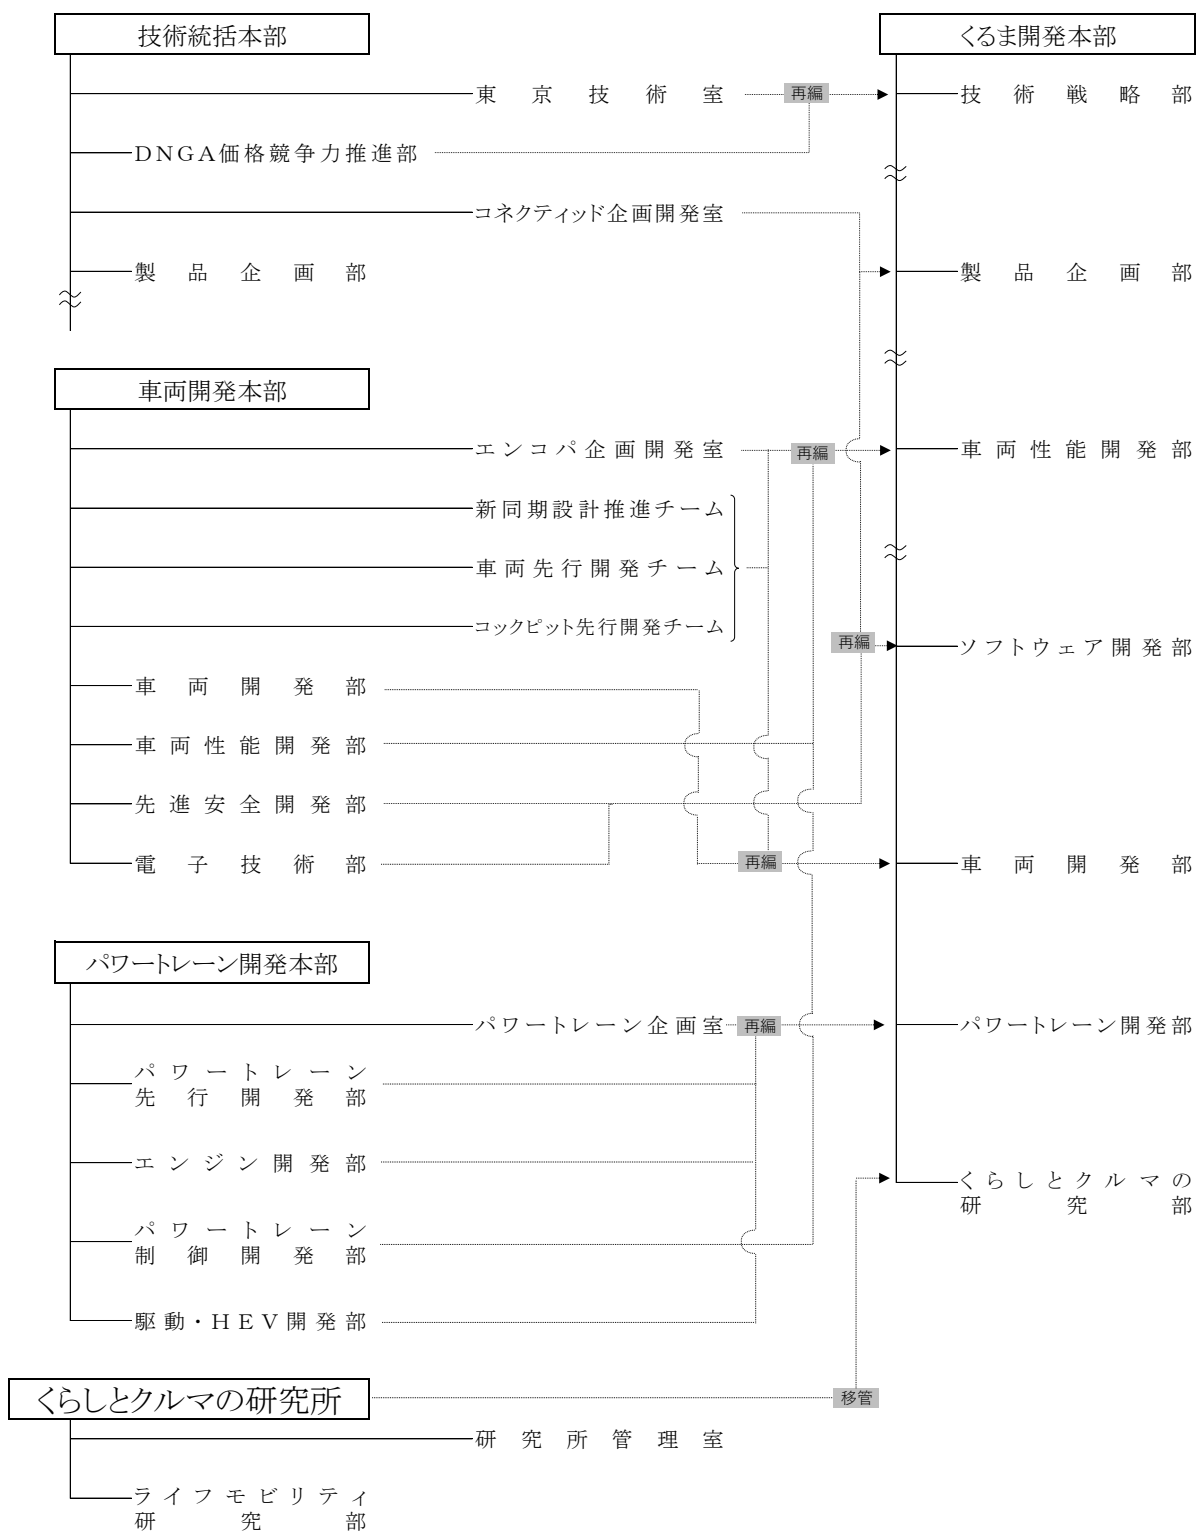 技術統括本部
くるま開発本部
東京技術室
再編
技術戦略部
DNGA価格競争力推進部
コネクティッド企画開発室
製品企画部
製品企画部
車両開発本部
エンコパ企画開発室
再編
車両性能開発部
新同期設計推進チーム
車両先行開発チーム
コックピット先行開発チーム
再編
ソフトウェア開発部
車両開発部
車両性能開発部
先進安全開発部
電子技術部
再編
車両開発部
パワートレーン開発本部
パワートレーン企画室
再編
パワートレーン開発部
パワートレーン
先行開発部
エンジン開発部
くらしとクルマの
研究部
パワートレーン
制御開発部
駆動・HEV開発部
くらしとクルマの研究所
移管
研究所管理室
ライフモビリティ
研究部